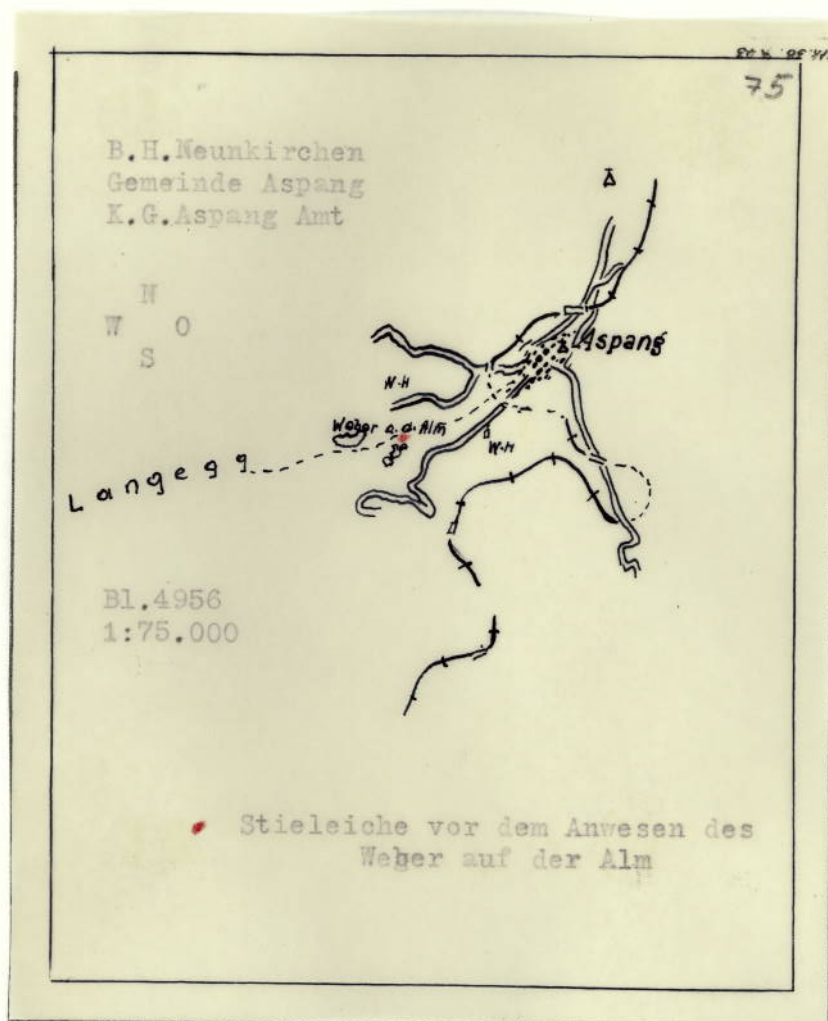 75
B.H.Neunkirchen
Gemeinde Aspang
K.G.Aspang Amt
N
W O
S
Aspang
W-H
Weber a.d. Alm
W-H
Langegg
Bl.4956
1:75.000
Stieleiche vor dem Anwesen des
Weber auf der Alm